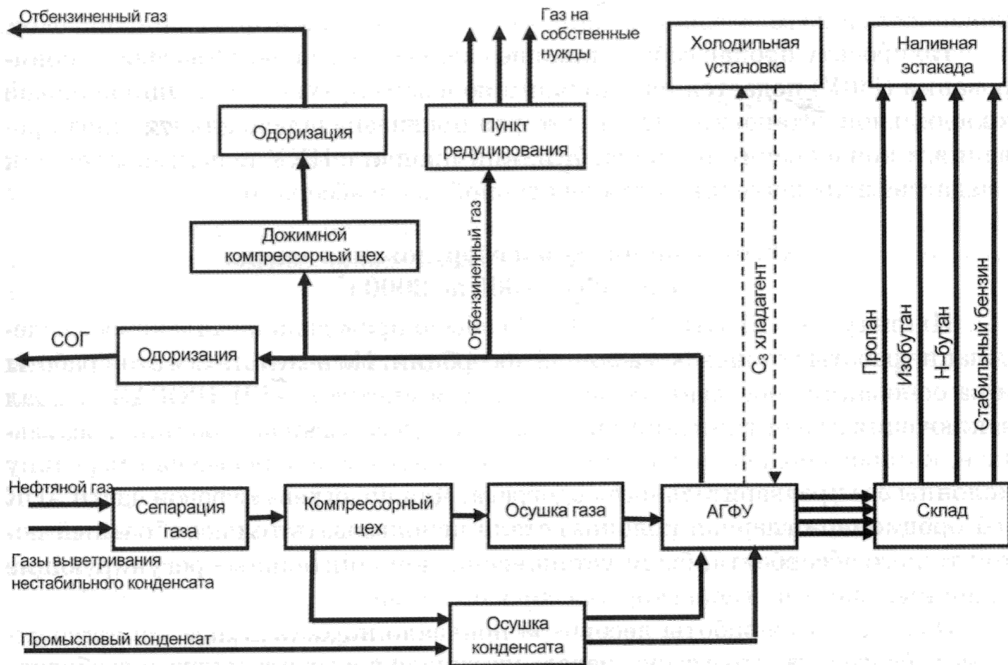 Отбензиненный газ
Газ на
собственные
нужды
Холодильная
установка
Наливная
эстакада
Одоризация
Пункт
редуцирования
Дожимной
компрессорный цех
Отбензиненый газ
С₃ хладагент
Пропан
Изобутан
Н–бутан
Стабильный бензин
СОГ
Одоризация
Нефтяной газ
Сепарация
газа
Компрессорный
цех
Осушка газа
АГФУ
Склад
Газы выветривания
нестабильного конденсата
Промысловый конденсат
Осушка
конденсата